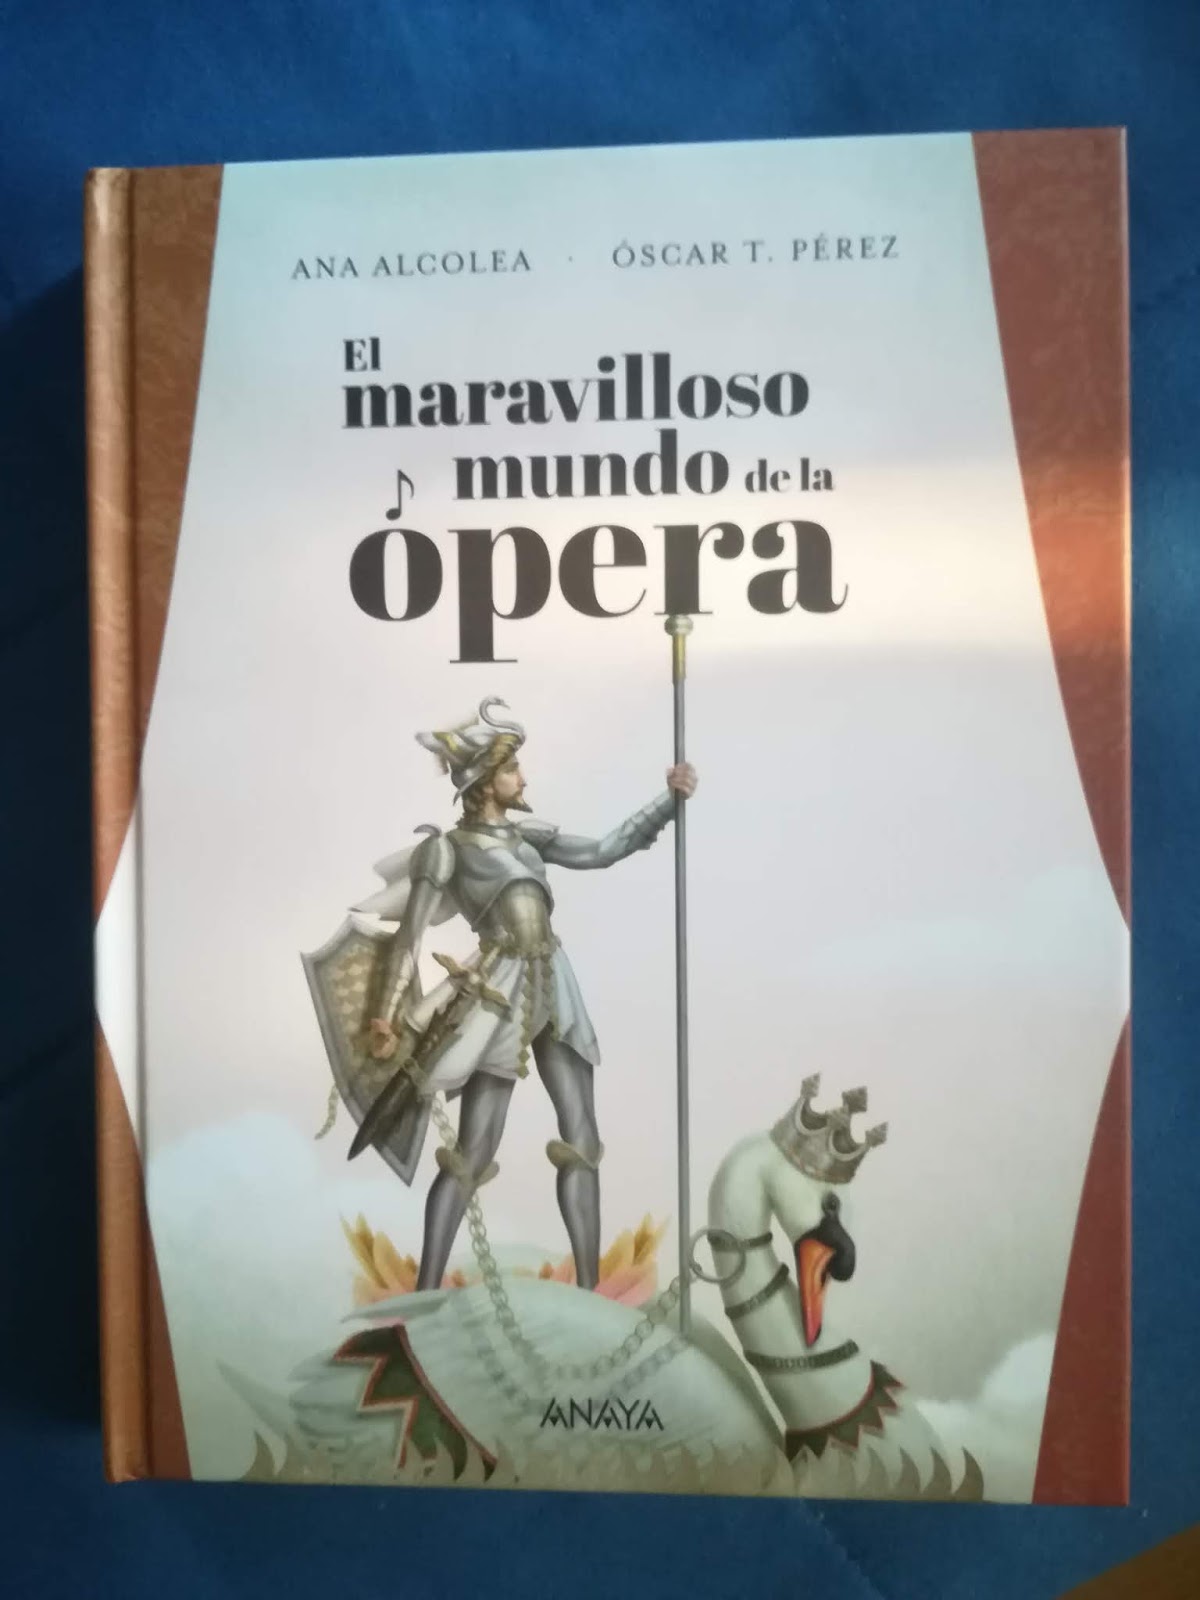 ANA ALCOLEA · ÓSCAR T. PÉREZ
El
maravilloso
mundo de la
ópera
ANAYA